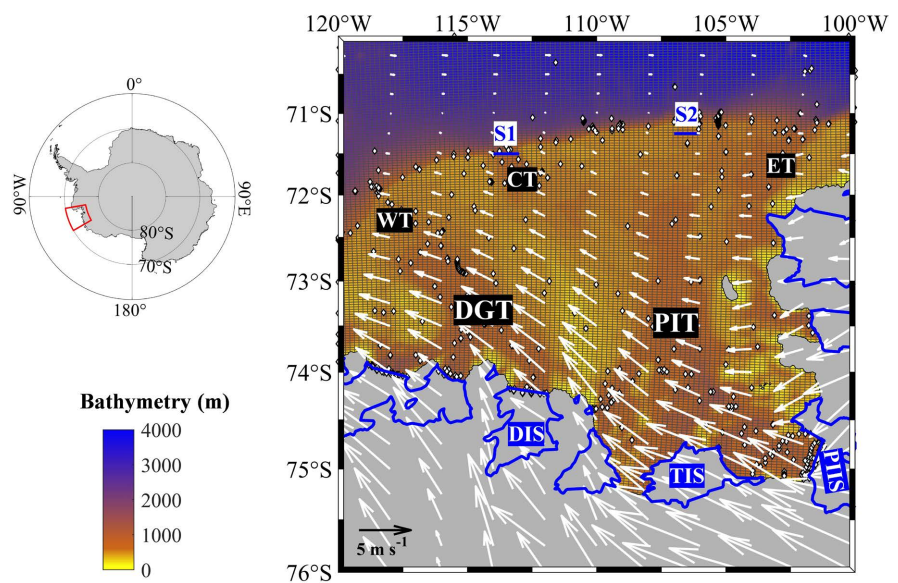 120°W 115°W 110°W 105°W 100°W
0°
90°W
90°E
80°S
70°S
180°
71°S
72°S
73°S
74°S
75°S
76°S
S1
S2
ET
CT
WT
DGT
PIT
DIS
TIS
PIIS
5 m s⁻¹
Bathymetry (m)
4000
3000
2000
1000
0